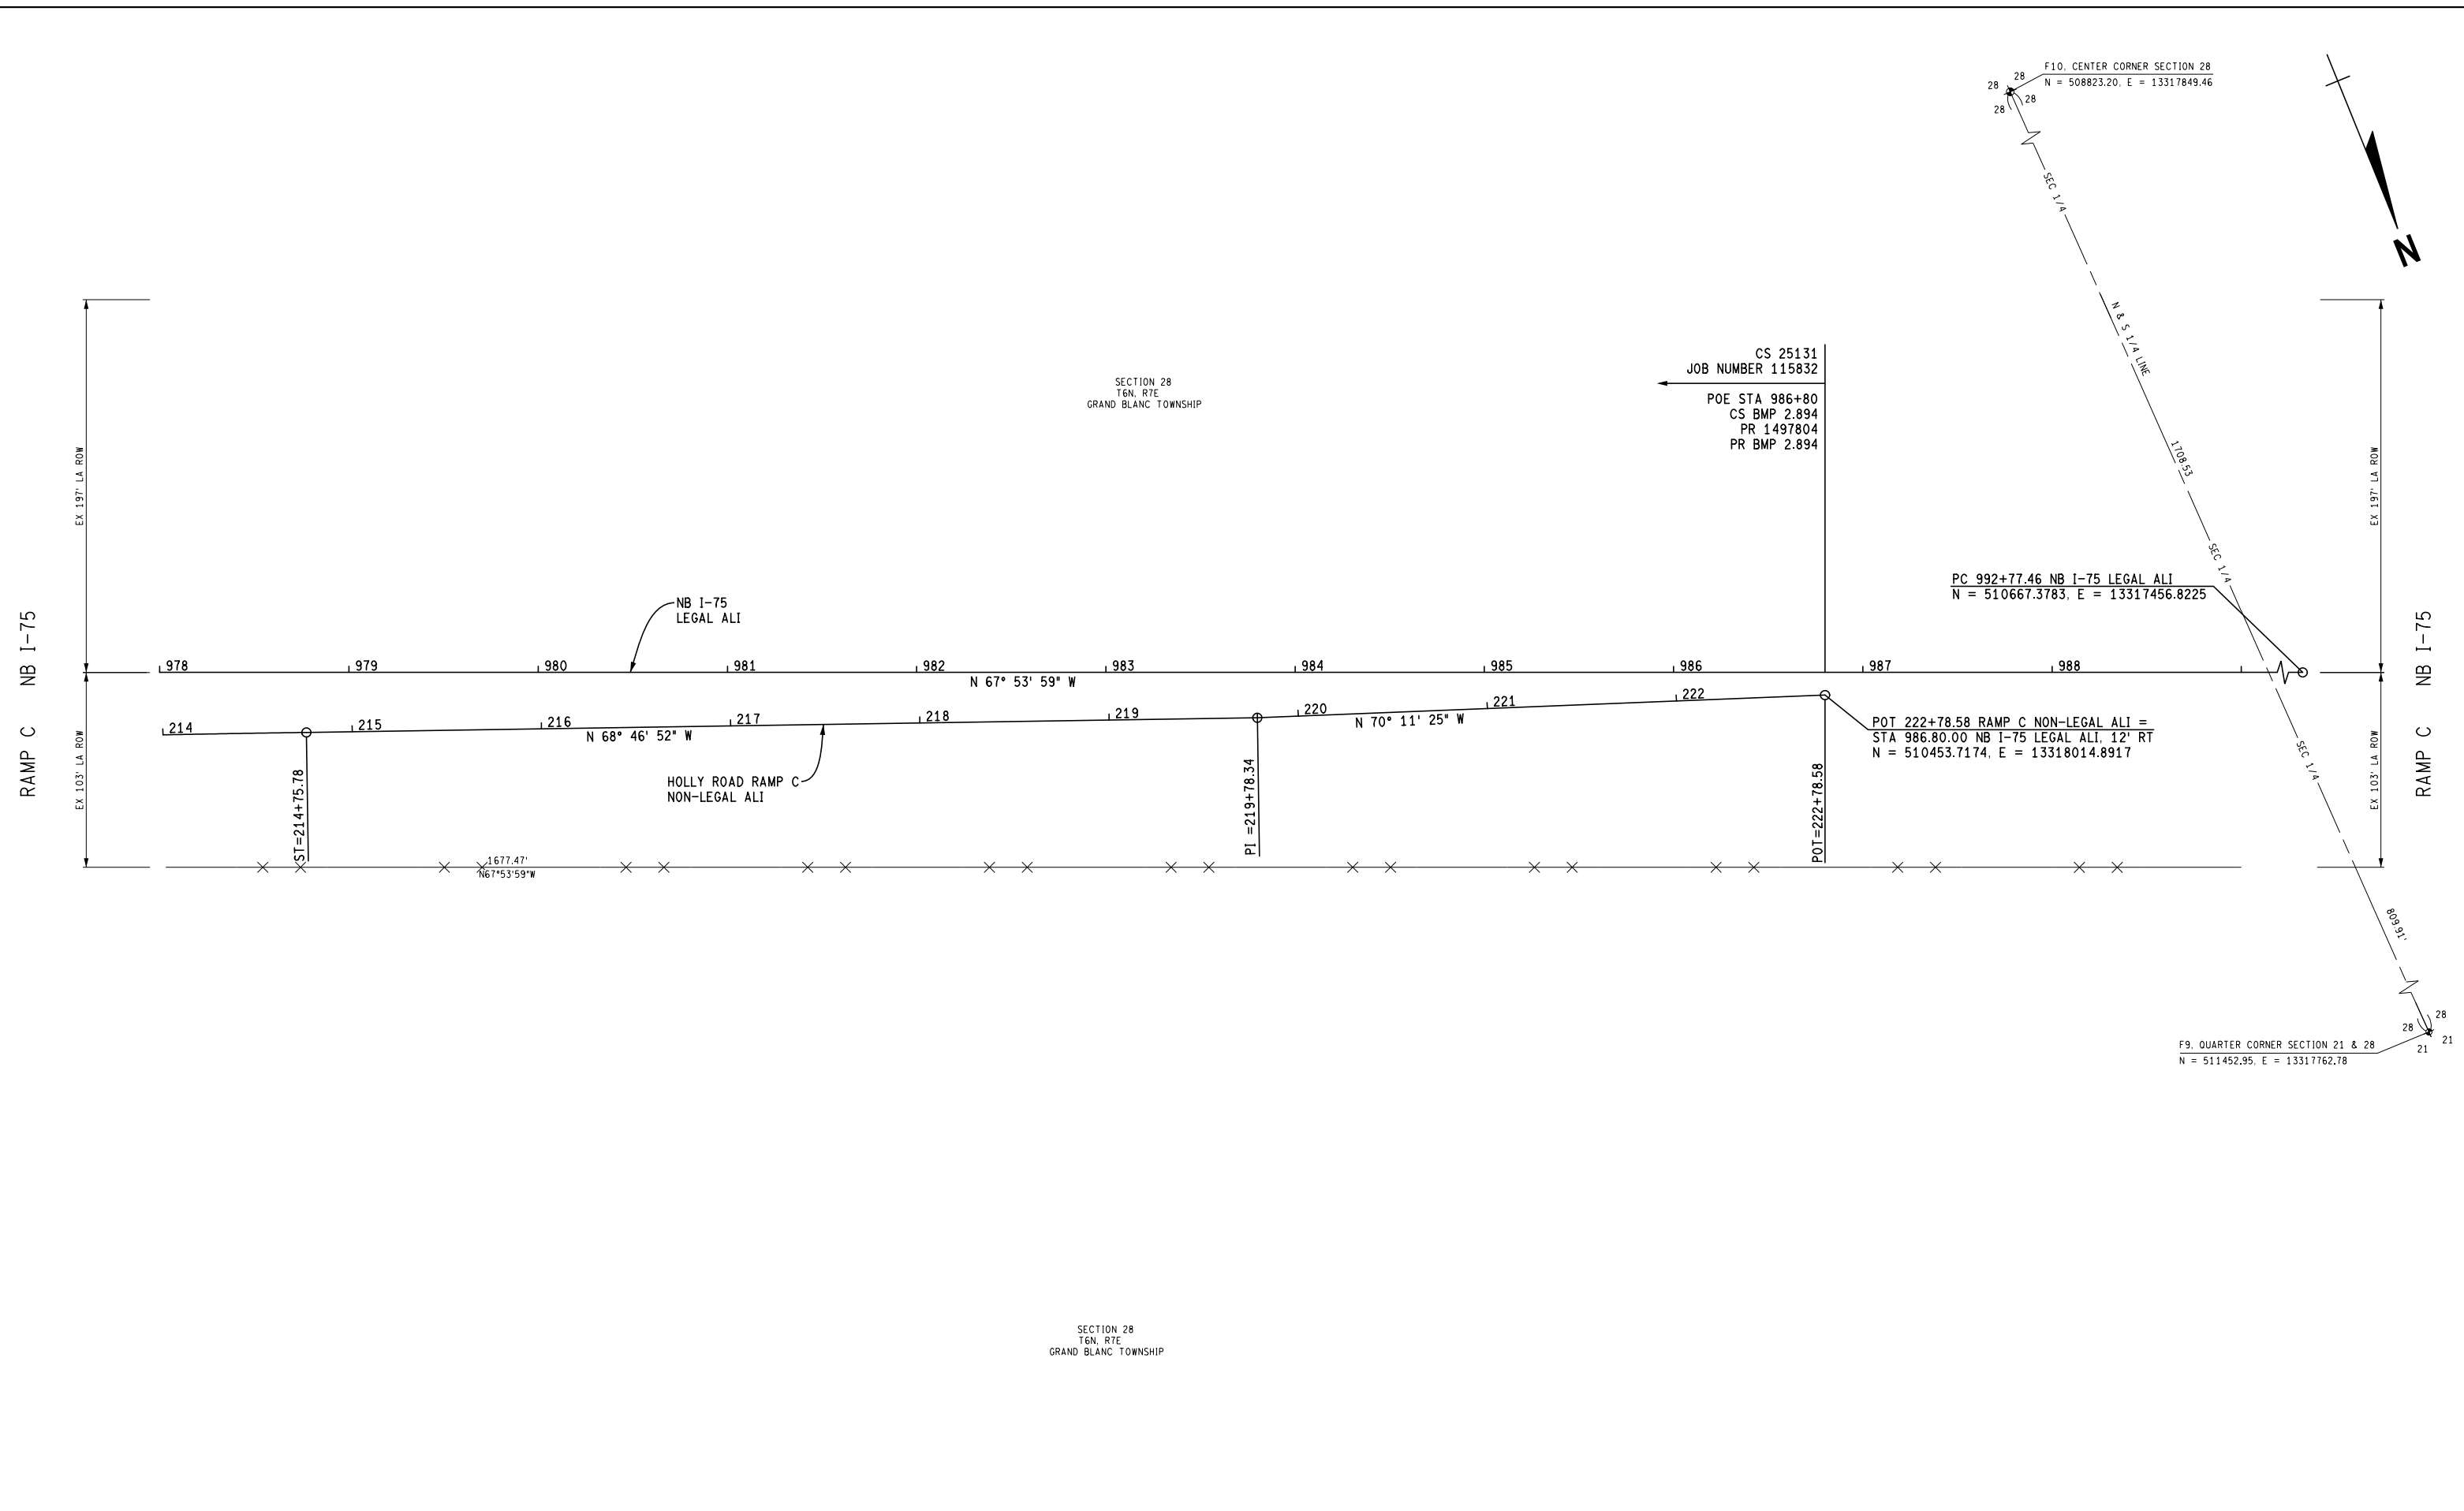 F10, CENTER CORNER SECTION 28
N = 508823.20, E = 13317849.46
28
28
28
28
SEC 1/4
N
N & S 1/4 LINE
CS 25131
JOB NUMBER 115832
POE STA 986+80
CS BMP 2.894
PR 1497804
PR BMP 2.894
SECTION 28
T6N, R7E
GRAND BLANC TOWNSHIP
EX 197' LA ROW
EX 197' LA ROW
1708.53
SEC 1/4
PC 992+77.46 NB I-75 LEGAL ALI
N = 510667.3783, E = 13317456.8225
NB I-75
LEGAL ALI
RAMP C NB I-75
RAMP C NB I-75
978 979 980 981 982 983 984 985 986 987 988
N 67° 53' 59" W
214 215 216 217 218 219 220 221 222
N 68° 46' 52" W
N 70° 11' 25" W
POT 222+78.58 RAMP C NON-LEGAL ALI =
STA 986.80.00 NB I-75 LEGAL ALI, 12' RT
N = 510453.7174, E = 13318014.8917
SEC 1/4
HOLLY ROAD RAMP C
NON-LEGAL ALI
EX 103' LA ROW
EX 103' LA ROW
ST=214+75.78
PI =219+78.34
POT=222+78.58
1677.47'
N67°53'59"W
809.91'
28
28
21
21
F9, QUARTER CORNER SECTION 21 & 28
N = 511452.95, E = 13317762.78
SECTION 28
T6N, R7E
GRAND BLANC TOWNSHIP